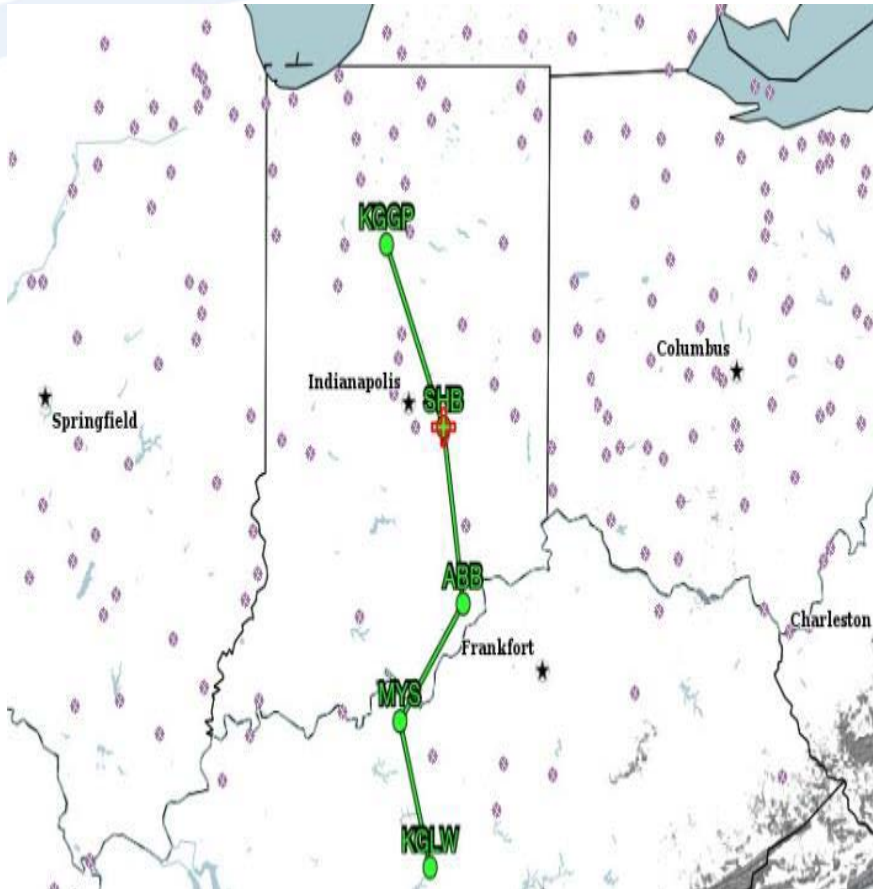 KGGP
Columbus
Indianapolis
SHB
Springfield
ABB
Charleston
Frankfort
MYS
KGLW